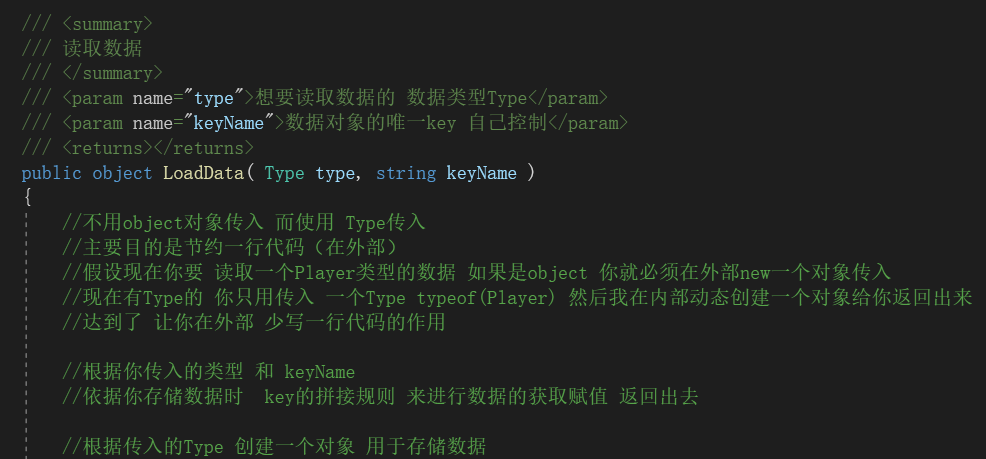 /// <summary>
/// 读取数据
/// </summary>
/// <param name="type">想要读取数据的 数据类型Type</param>
/// <param name="keyName">数据对象的唯一key 自己控制</param>
/// <returns></returns>
public object LoadData( Type type, string keyName )
{
//不用object对象传入 而使用 Type传入
//主要目的是节约一行代码（在外部）
//假设现在你要 读取一个Player类型的数据 如果是object 你就必须在外部new一个对象传入
//现在有Type的 你只用传入 一个Type typeof(Player) 然后我在内部动态创建一个对象给你返回出来
//达到了 让你在外部 少写一行代码的作用
//根据你传入的类型 和 keyName
//依据你存储数据时  key的拼接规则 来进行数据的获取赋值 返回出去
//根据传入的Type 创建一个对象 用于存储数据